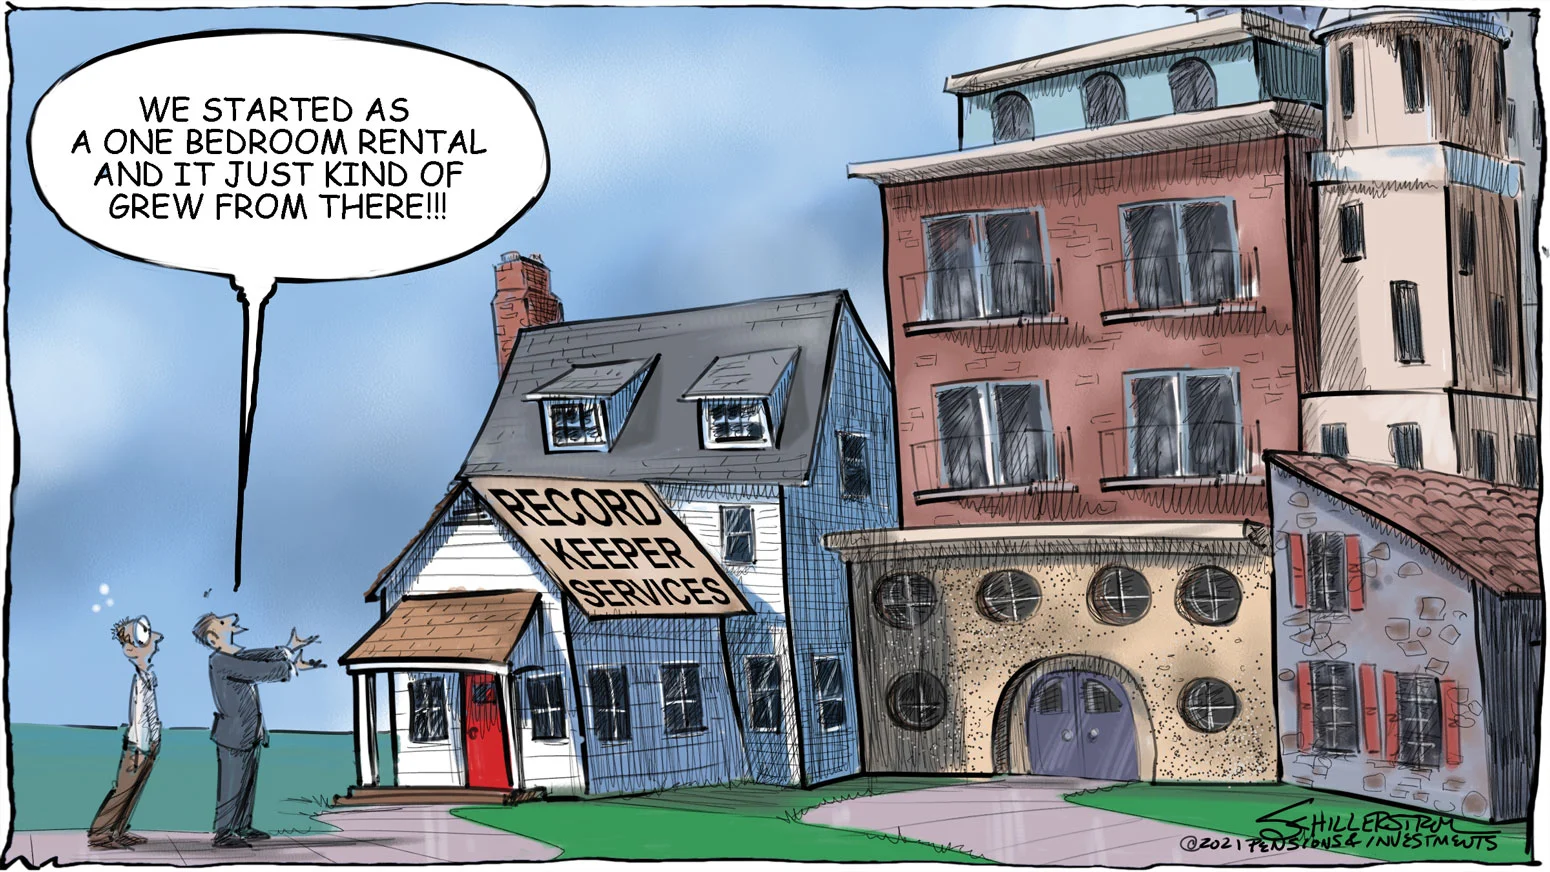 WE STARTED AS
A ONE BEDROOM RENTAL
AND IT JUST KIND OF
GREW FROM THERE!!!
RECORD
KEEPER
SERVICES
SCHILLERSTROM
©2021 PENSIONS & INVESTMENTS